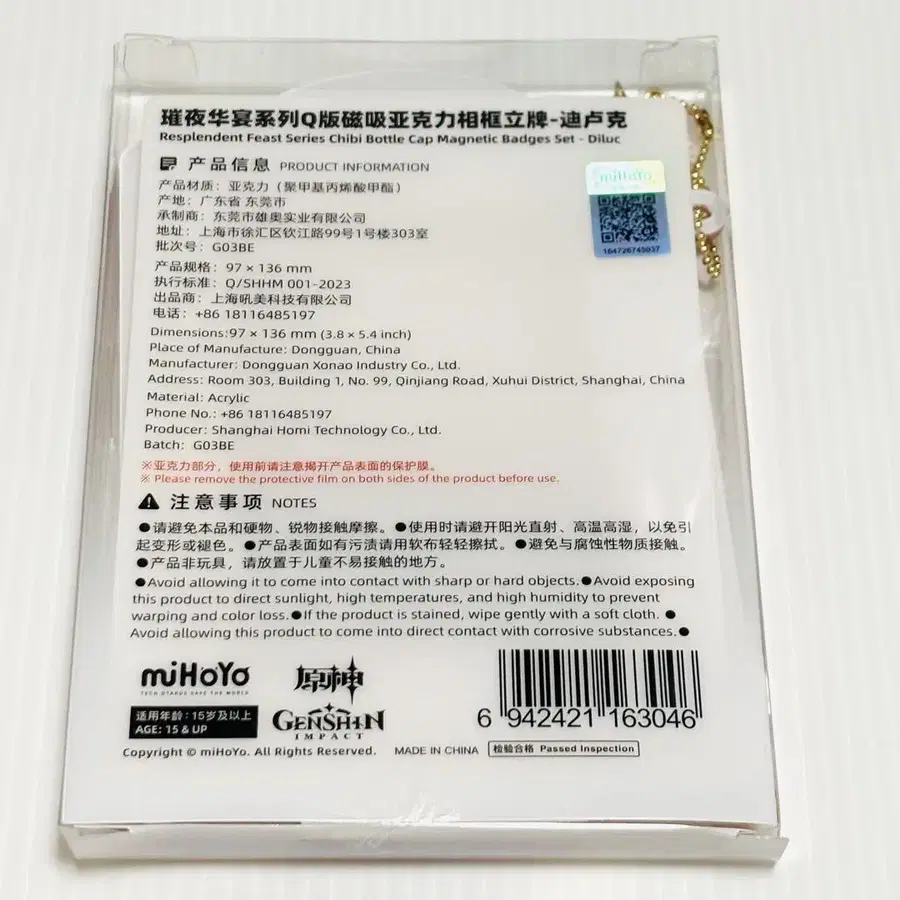 璀夜华宴系列Q版磁吸亚克力相框立牌-迪卢克
Resplendent Feast Series Chibi Bottle Cap Magnetic Badges Set - Diluc
产品信息 PRODUCT INFORMATION
产品材质：亚克力（聚甲基丙烯酸甲酯）
产地：广东省 东莞市
承制商：东莞市雄奥实业有限公司
地址：上海市徐汇区钦江路99号1号楼303室
批次号：G03BE
产品规格：97 × 136 mm
执行标准：Q/SHHM 001-2023
出品商：上海吼美科技有限公司
电话：+86 18116485197
Dimensions:97 × 136 mm (3.8 × 5.4 inch)
Place of Manufacture: Dongguan, China
Manufacturer: Dongguan Xonao Industry Co., Ltd.
Address: Room 303, Building 1, No. 99, Qinjiang Road, Xuhui District, Shanghai, China
Material: Acrylic
Phone No.: +86 18116485197
Producer: Shanghai Homi Technology Co., Ltd.
Batch: G03BE
miHoYo
164726745037
※亚克力部分，使用前请注意揭开产品表面的保护膜。
※ Please remove the protective film on both sides of the product before use.
注意事项 NOTES
●请避免本品和硬物、锐物接触摩擦。●使用时请避开阳光直射、高温高湿，以免引
起变形或褪色。●产品表面如有污渍请用软布轻轻擦拭。●避免与腐蚀性物质接触。
●产品非玩具，请放置于儿童不易接触的地方。
●Avoid allowing it to come into contact with sharp or hard objects.●Avoid exposing
this product to direct sunlight, high temperatures, and high humidity to prevent
warping and color loss.●If the product is stained, wipe gently with a soft cloth. ●
Avoid allowing this product to come into direct contact with corrosive substances.●
miHoYo
TECH OTAKUS SAVE THE WORLD
适用年龄：15岁及以上
AGE: 15 & UP
原神
GENSHIN
IMPACT
6 942421 163046
Copyright © miHoYo. All Rights Reserved.
MADE IN CHINA
检验合格 Passed Inspection